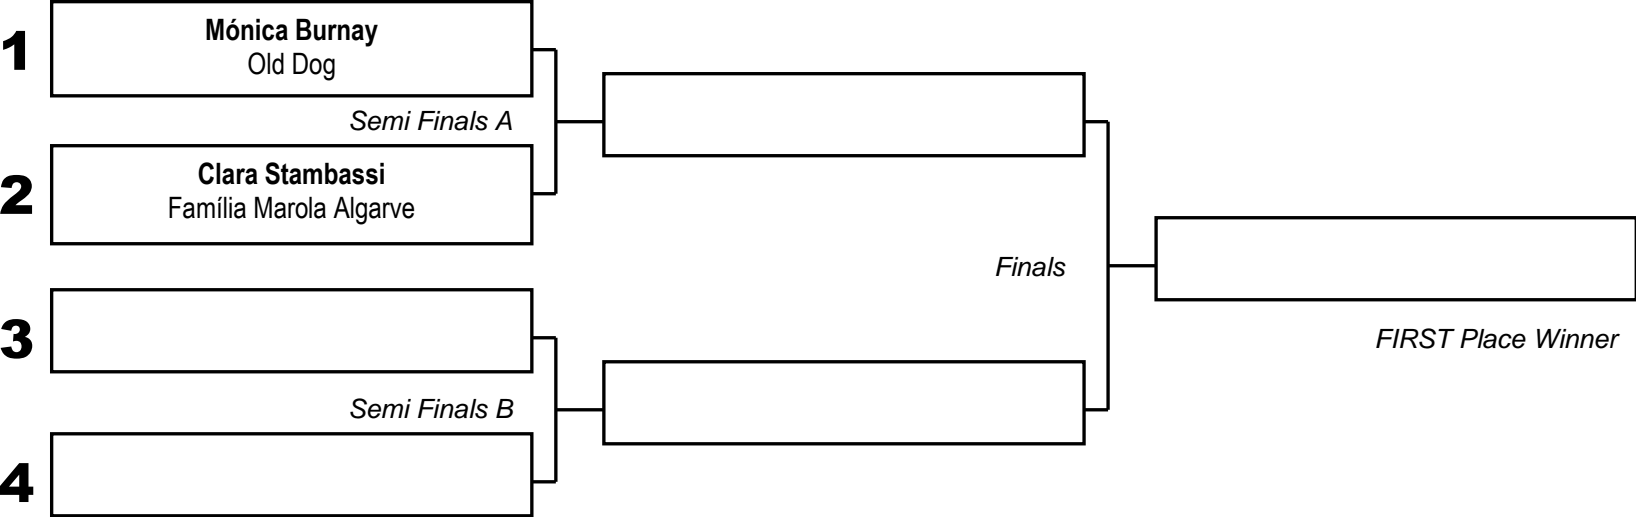 1
Mónica Burnay
Old Dog
Semi Finals A
2
Clara Stambassi
Família Marola Algarve
Finals
3
FIRST Place Winner
Semi Finals B
4